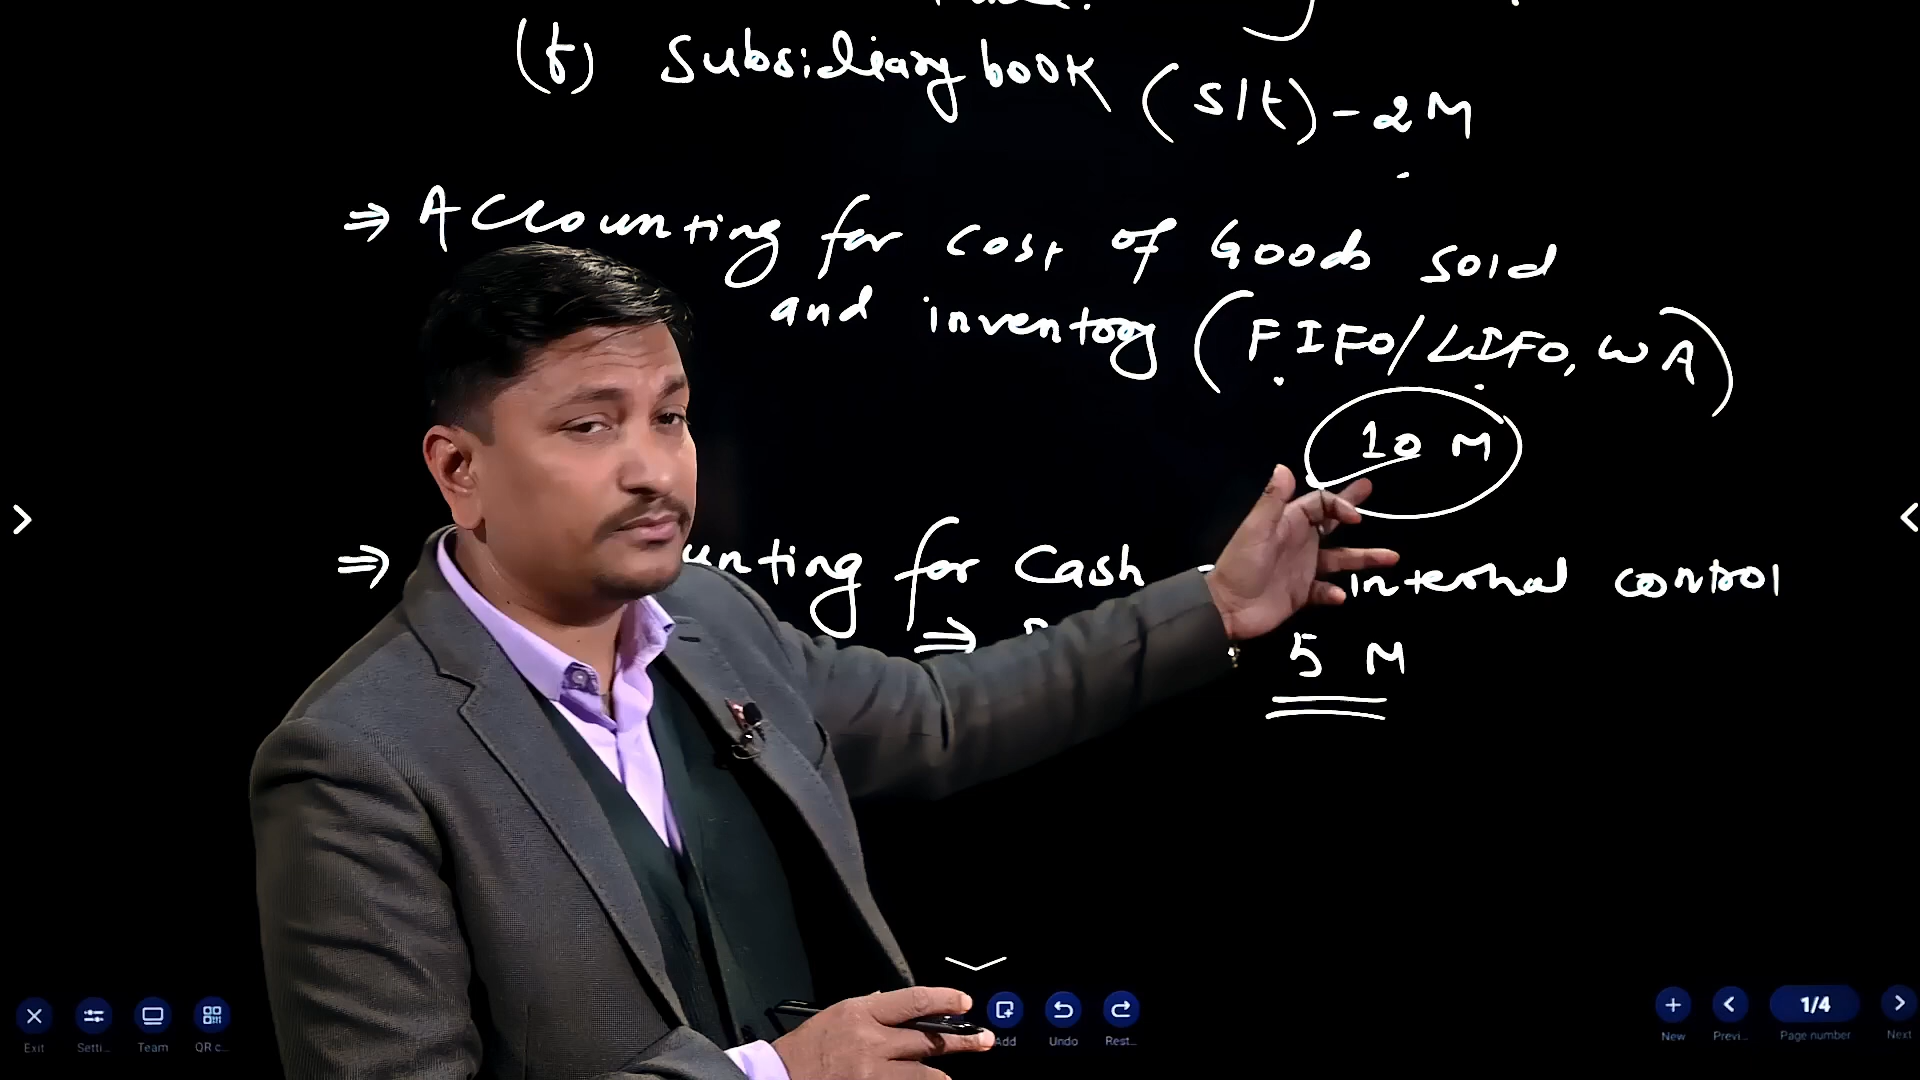 (f) Subsidiary book (S/t) - 2 M
⇒ Accounting for cost of Goods sold
and inventory (FIFO/LIFO, WA)
10 M
⇒ unting for Cash internal control
⇒
5 M
Exit Setti... Team QR c... Add Undo Rest... New Previ... 1/4 Page number Next